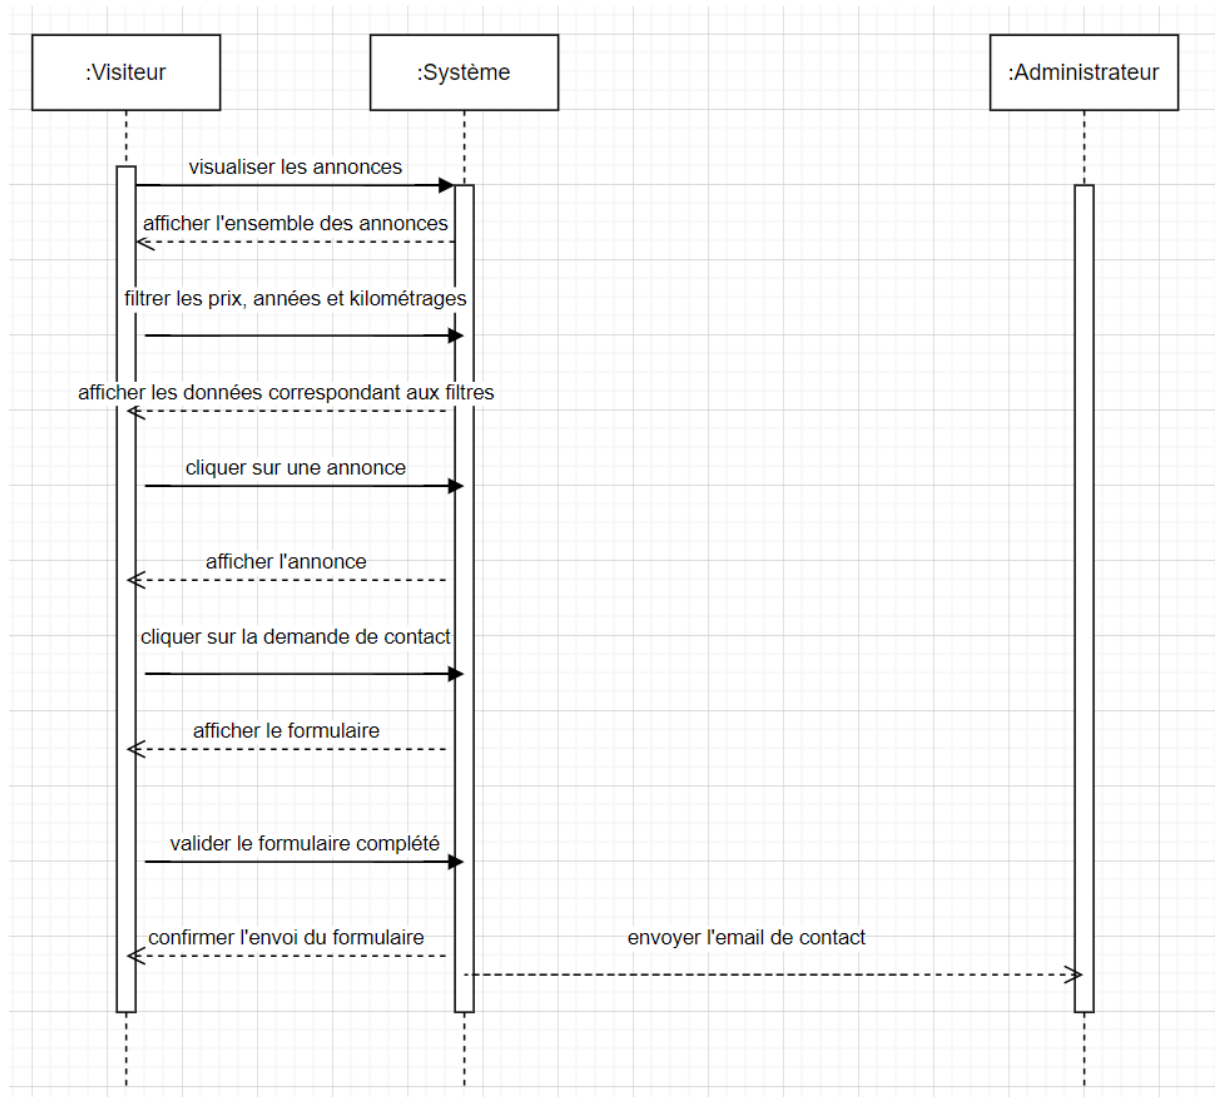 :Visiteur
:Système
:Administrateur
visualiser les annonces
afficher l'ensemble des annonces
filtrer les prix, années et kilométrages
afficher les données correspondant aux filtres
cliquer sur une annonce
afficher l'annonce
cliquer sur la demande de contact
afficher le formulaire
valider le formulaire complété
confirmer l'envoi du formulaire
envoyer l'email de contact